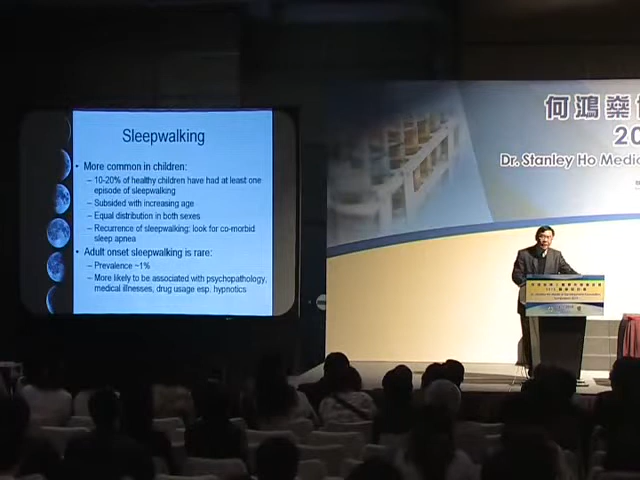 Sleepwalking
• More common in children:
– 10-20% of healthy children have had at least one
episode of sleepwalking
– Subsided with increasing age
– Equal distribution in both sexes
– Recurrence of sleepwalking: look for co-morbid
sleep apnea
• Adult onset sleepwalking is rare:
– Prevalence ~1%
– More likely to be associated with psychopathology,
medical illnesses, drug usage esp. hypnotics
何鴻燊
20
Dr. Stanley Ho Medic